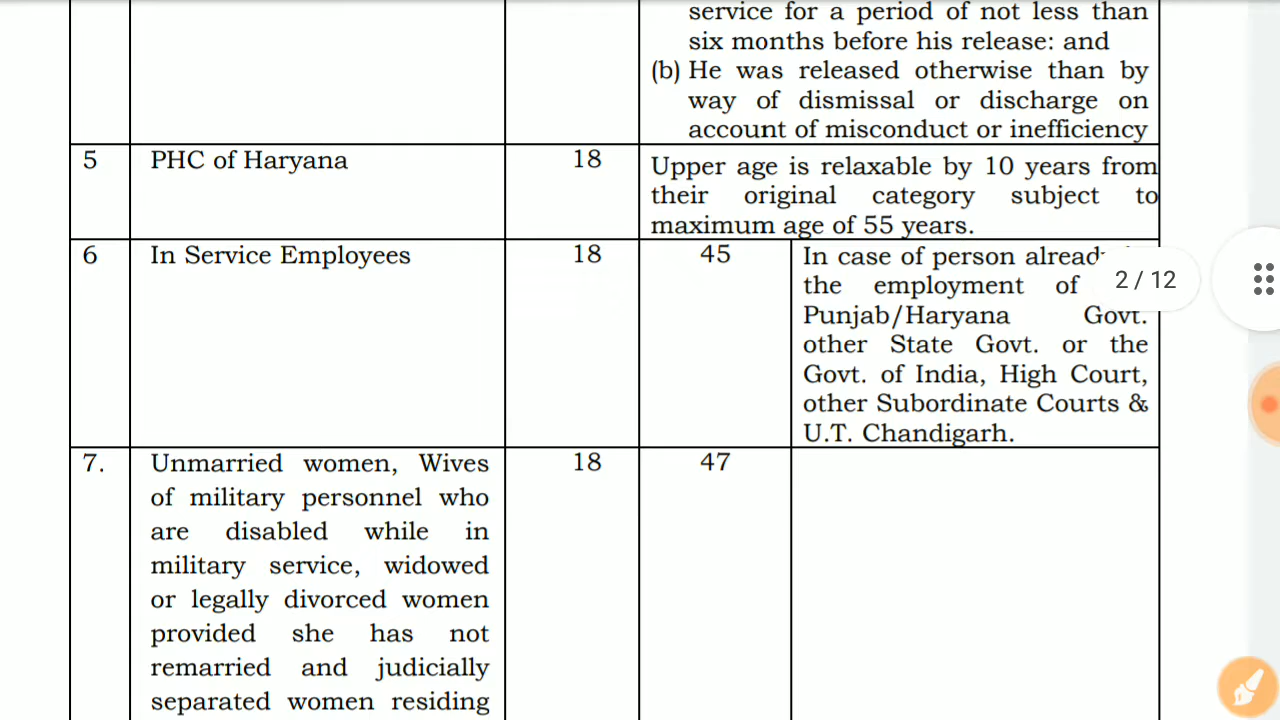 service for a period of not less than
six months before his release: and
(b) He was released otherwise than by
way of dismissal or discharge on
account of misconduct or inefficiency
5 PHC of Haryana 18 Upper age is relaxable by 10 years from
their original category subject to
maximum age of 55 years.
6 In Service Employees 18 45 In case of person
the employment of
Punjab/Haryana Govt.
other State Govt. or the
Govt. of India, High Court,
other Subordinate Courts &
U.T. Chandigarh.
2 / 12
7. Unmarried women, Wives 18 47
of military personnel who
are disabled while in
military service, widowed
or legally divorced women
provided she has not
remarried and judicially
separated women residing